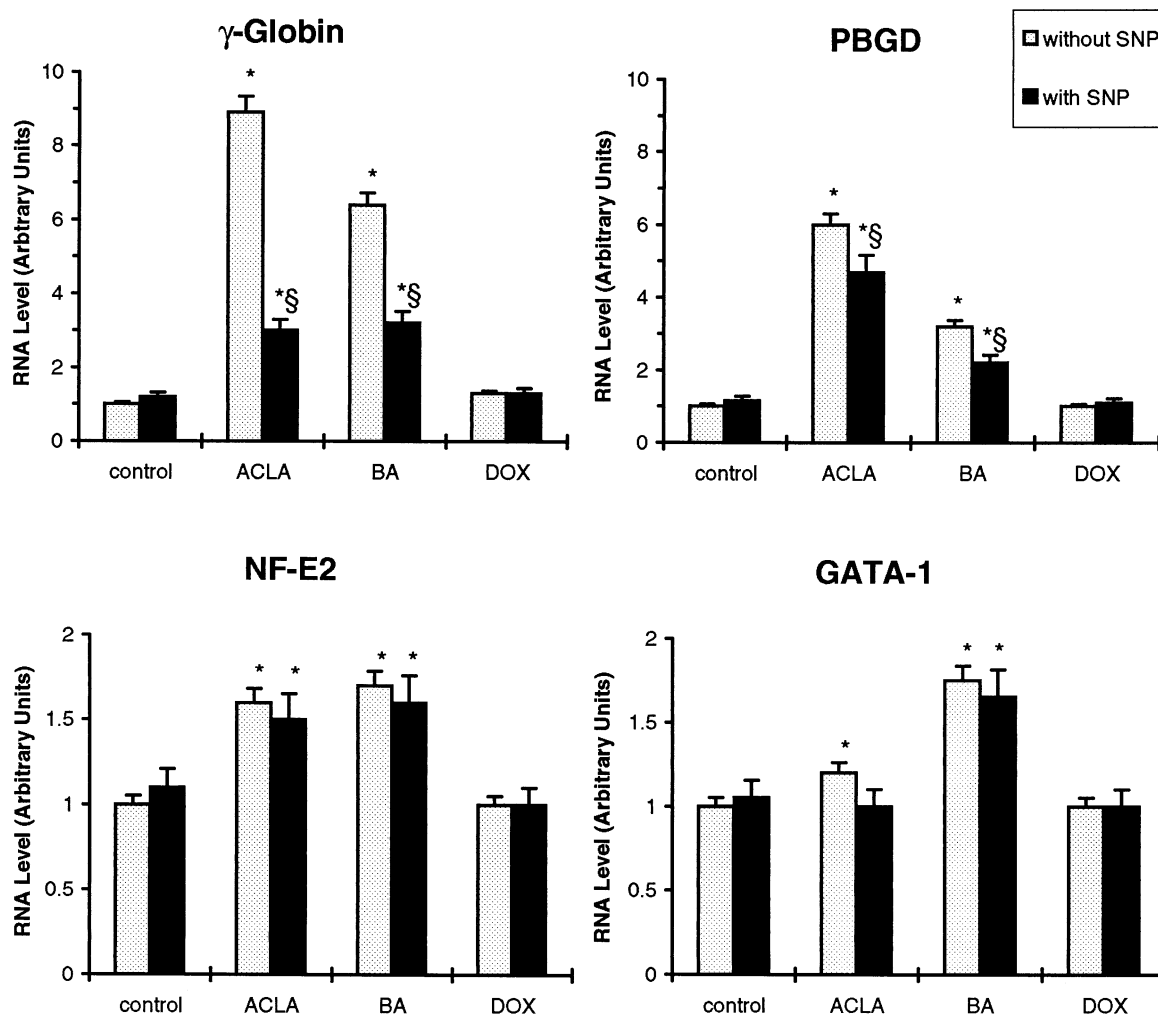 γ-Globin
RNA Level (Arbtrary Units)
10
8
6
4
2
0
*
*§
*
*§
control ACLA BA DOX
PBGD
without SNP
with SNP
RNA Level (Arbitrary Units)
10
8
6
4
2
0
*
*§
*
*§
control ACLA BA DOX
NF-E2
RNA Level (Arbitrary Units)
2
1.5
1
0.5
0
* *
* *
control ACLA BA DOX
GATA-1
RNA Level (Arbitrary Units)
2
1.5
1
0.5
0
*
* *
control ACLA BA DOX